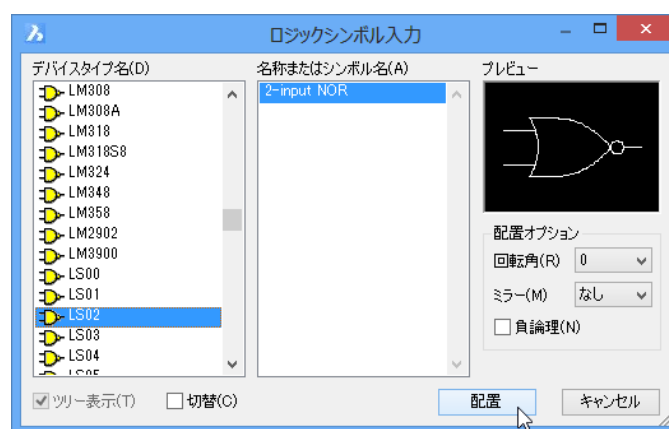 ロジックシンボル入力
デバイスタイプ名(D)
LM308
LM308A
LM318
LM318S8
LM324
LM348
LM358
LM2902
LM3900
LS00
LS01
LS02
LS03
LS04
名称またはシンボル名(A)
2-input NOR
プレビュー
配置オプション
回転角(R) 0
ミラー(M) なし
負論理(N)
ツリー表示(T) 切替(C) 配置 キャンセル